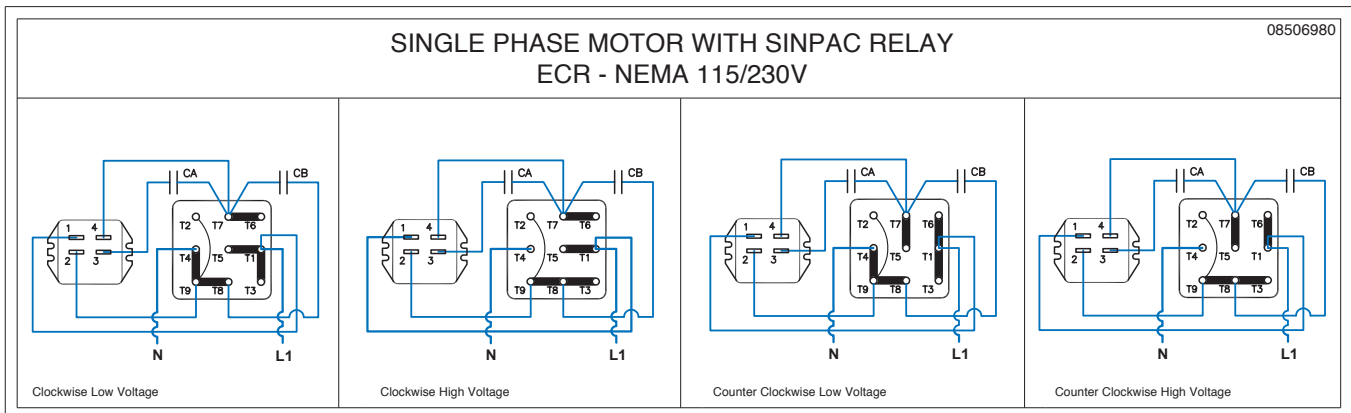 08506980
SINGLE PHASE MOTOR WITH SINPAC RELAY
ECR - NEMA 115/230V
CA CB
1 4
2 3
T2 T7 T6
T4 T5 T1
T9 T8 T3
N L1
Clockwise Low Voltage
CA CB
1 4
2 3
T2 T7 T6
T4 T5 T1
T9 T8 T3
N L1
Clockwise High Voltage
CA CB
1 4
2 3
T2 T7 T6
T4 T5 T1
T9 T8 T3
N L1
Counter Clockwise Low Voltage
CA CB
1 4
2 3
T2 T7 T6
T4 T5 T1
T9 T8 T3
N L1
Counter Clockwise High Voltage